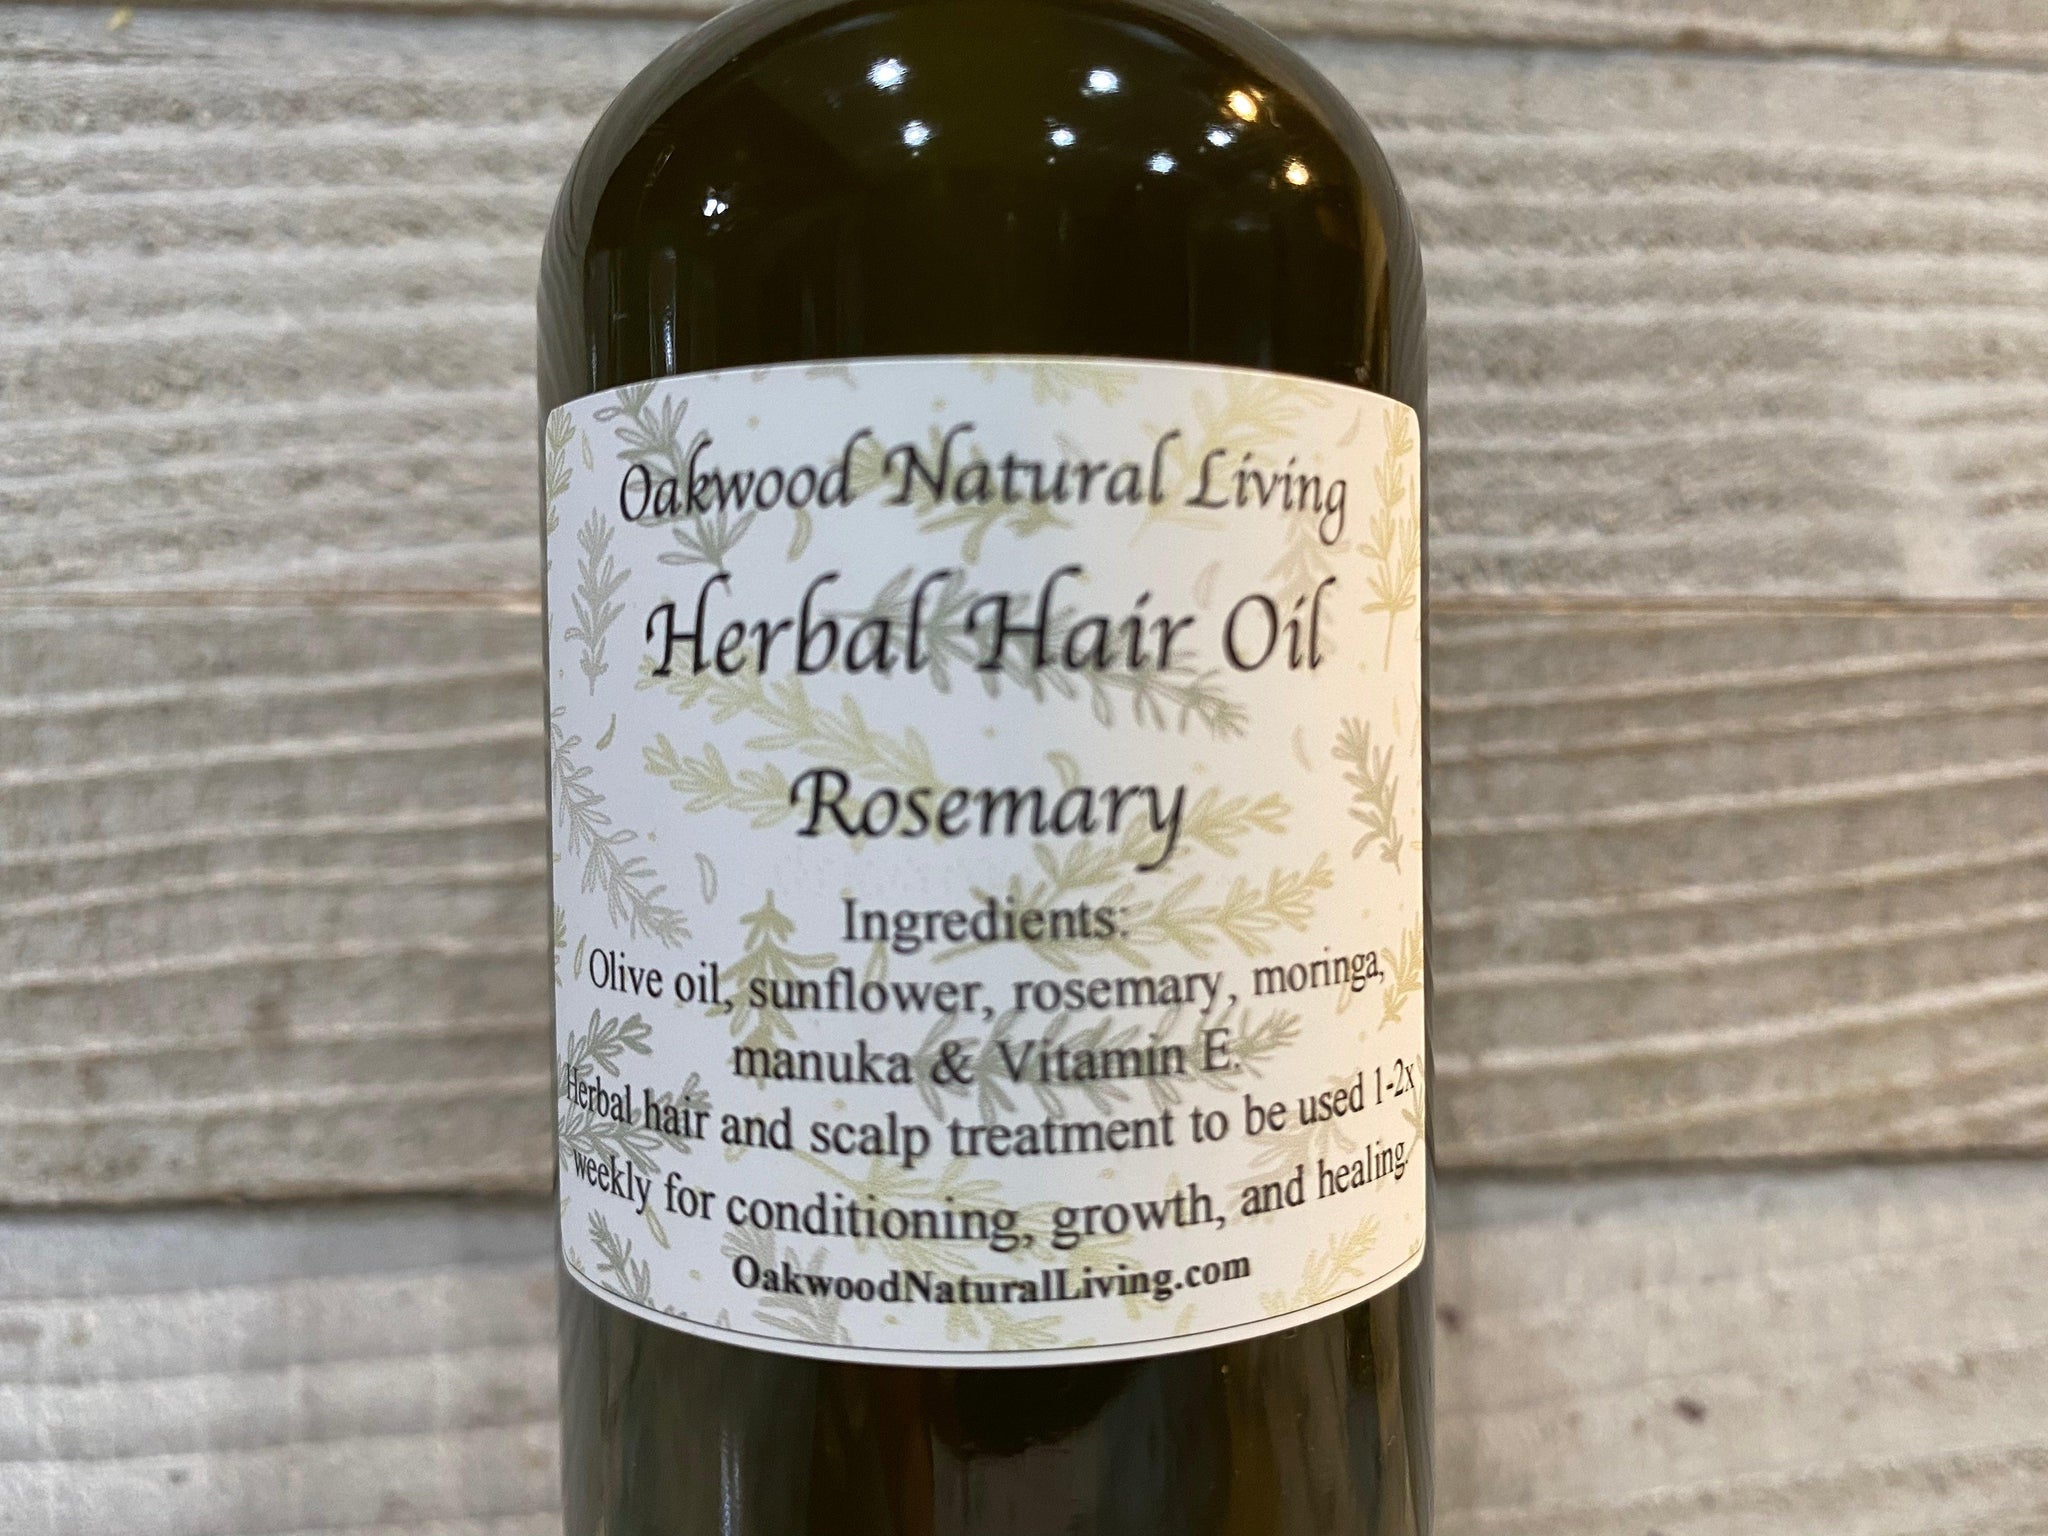 Oakwood Natural Living
Herbal Hair Oil
Rosemary
Ingredients:
Olive oil, sunflower, rosemary, moringa,
manuka & Vitamin E.
Herbal hair and scalp treatment to be used 1-2x
weekly for conditioning, growth, and healing.
OakwoodNaturalLiving.com